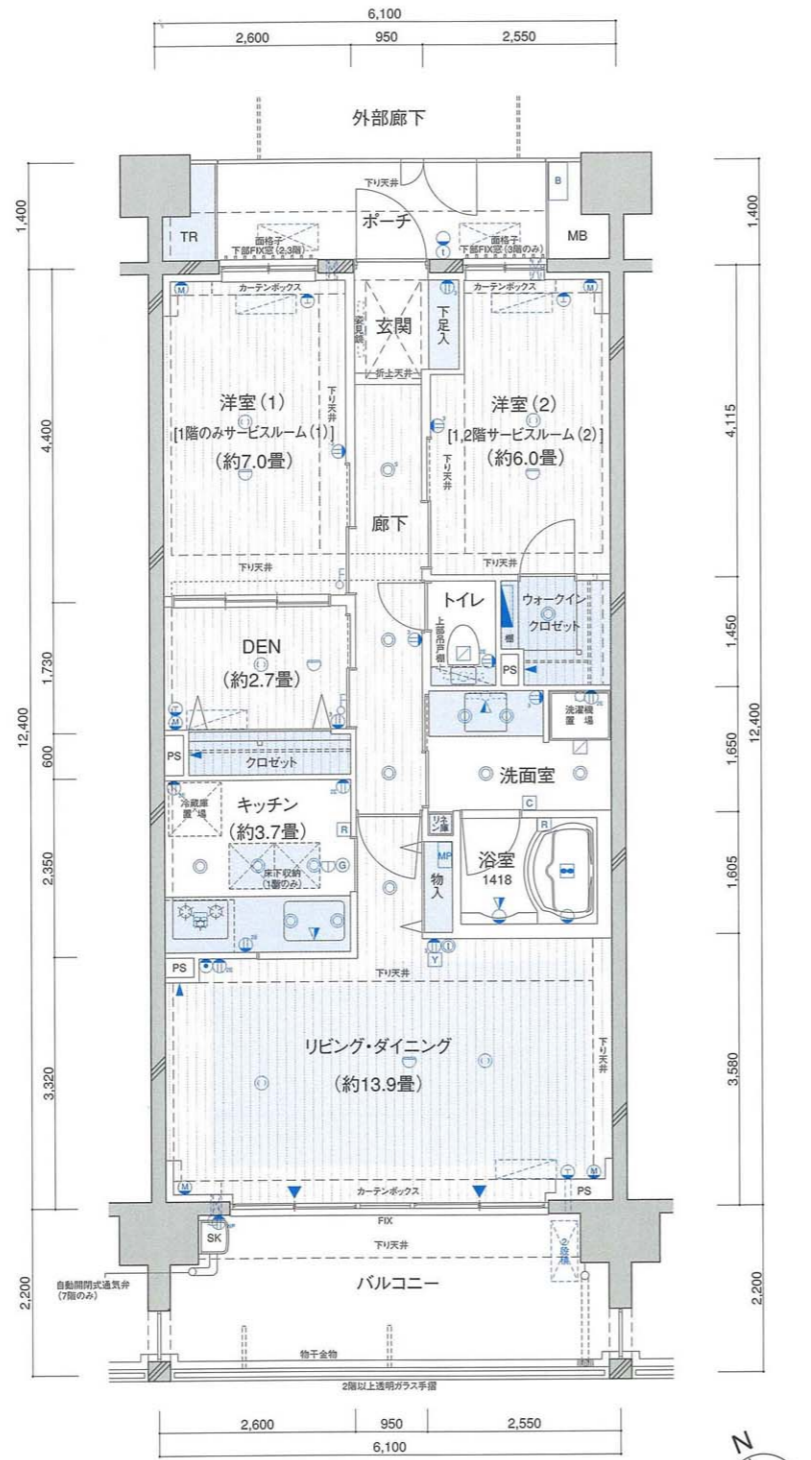 6,100
2,600 950 2,550
外部廊下
下り天井
ポーチ
B
TR
MB
1,400
1,400
面格子
下部FIX窓(2,3階)
t
面格子
下部FIX窓(3階のみ)
カーテンボックス
カーテンボックス
M
M
玄関
姿見鏡
下足入
折上天井
洋室(1)
[1階のみサービスルーム(1)]
(約7.0畳)
下り天井
洋室(2)
[1,2階サービスルーム(2)]
(約6.0畳)
下り天井
4,400
4,115
廊下
下り天井
下り天井
トイレ
上部吊戸棚
ウォークイン
クロゼット
棚
PS
1,450
DEN
(約2.7畳)
T
M
1,730
12,400
12,400
PS
クロゼット
600
洗濯機
置場
洗面室
C
1,650
冷蔵庫
置場
キッチン
(約3.7畳)
R
G
床下収納
(1階のみ)
2,350
リネン庫
MP
物入
R
浴室
1418
1,605
PS
t
Y
下り天井
リビング・ダイニング
(約13.9畳)
下り天井
3,320
3,580
M
T
M
カーテンボックス
PS
FIX
SK
下り天井
②段積
自動開閉式通気弁
(7階のみ)
バルコニー
2,200
2,200
物干金物
2階以上透明ガラス手摺
2,600 950 2,550
6,100
N